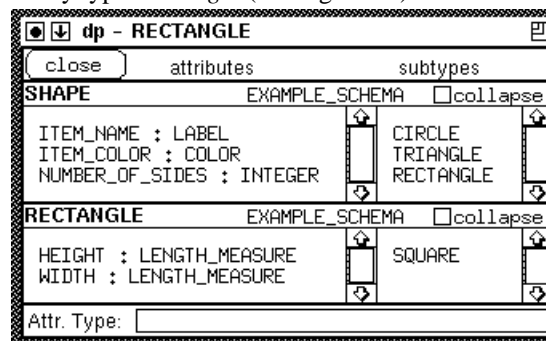 dp - RECTANGLE
close attributes subtypes
SHAPE EXAMPLE_SCHEMA collapse
ITEM_NAME : LABEL CIRCLE
ITEM_COLOR : COLOR TRIANGLE
NUMBER_OF_SIDES : INTEGER RECTANGLE
RECTANGLE EXAMPLE_SCHEMA collapse
HEIGHT : LENGTH_MEASURE SQUARE
WIDTH : LENGTH_MEASURE
Attr. Type: